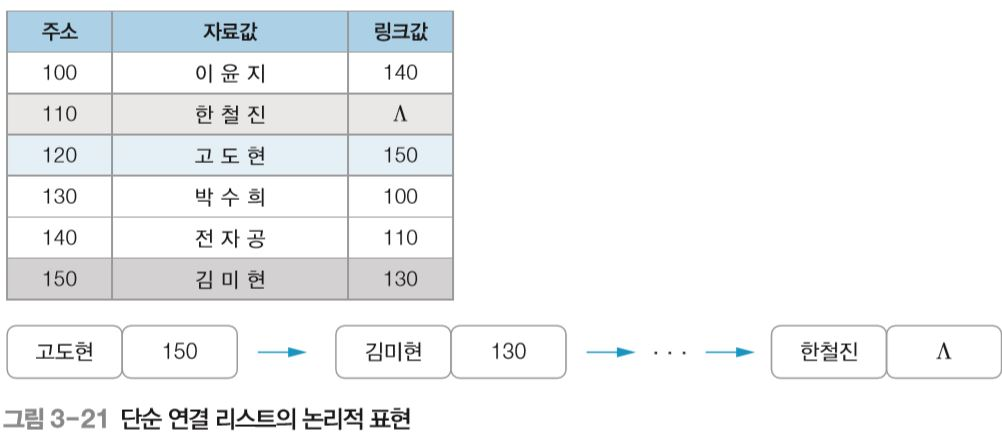 주소 자료값 링크값
100 이 윤 지 140
110 한 철 진 Λ
120 고 도 현 150
130 박 수 희 100
140 전 자 공 110
150 김 미 현 130
고도현 150 김미현 130 · · · 한철진 Λ
그림 3-21 단순 연결 리스트의 논리적 표현